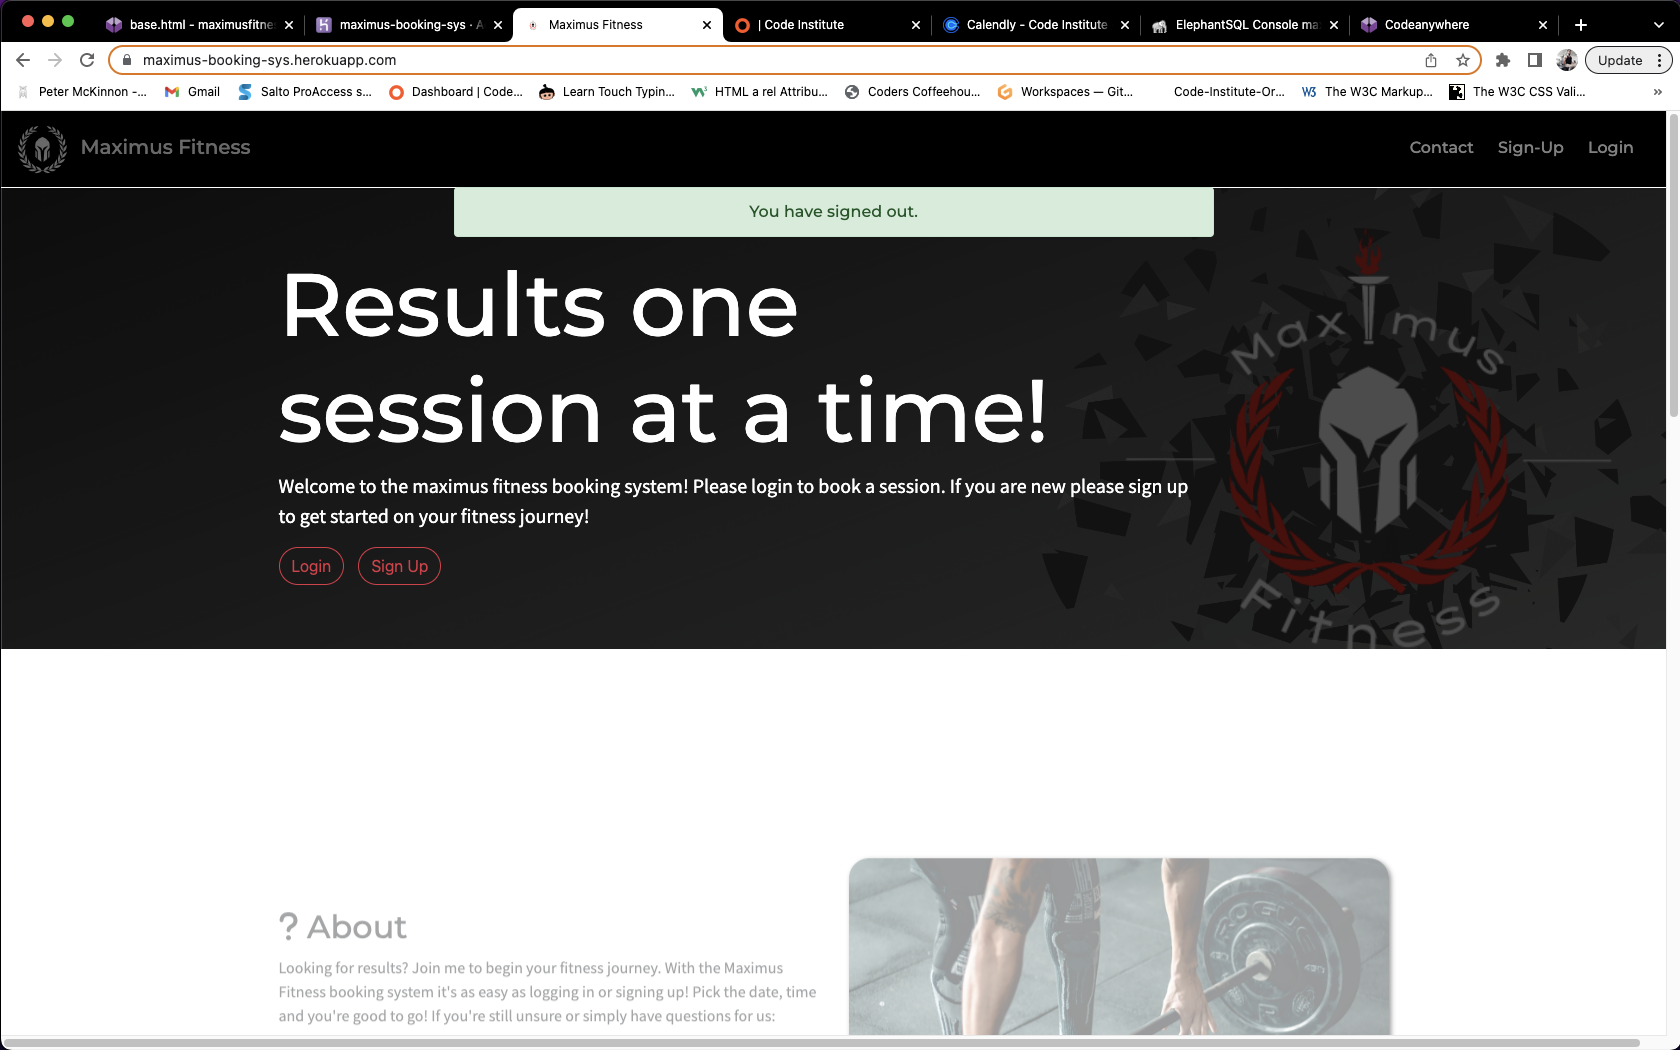 base.html - maximusfitne
maximus-booking-sys · A
Maximus Fitness
| Code Institute
Calendly - Code Institute
ElephantSQL Console ma
Codeanywhere
maximus-booking-sys.herokuapp.com
Update
Peter McKinnon -...
Gmail
Salto ProAccess s...
Dashboard | Code...
Learn Touch Typin...
HTML a rel Attribu...
Coders Coffeehou...
Workspaces — Git...
Code-Institute-Or...
The W3C Markup...
The W3C CSS Vali...
»
Maximus Fitness
Contact
Sign-Up
Login
You have signed out.
Results one
session at a time!
Welcome to the maximus fitness booking system! Please login to book a session. If you are new please sign up
to get started on your fitness journey!
Login
Sign Up
Maximus
Fitness
? About
Looking for results? Join me to begin your fitness journey. With the Maximus
Fitness booking system it's as easy as logging in or signing up! Pick the date, time
and you're good to go! If you're still unsure or simply have questions for us: